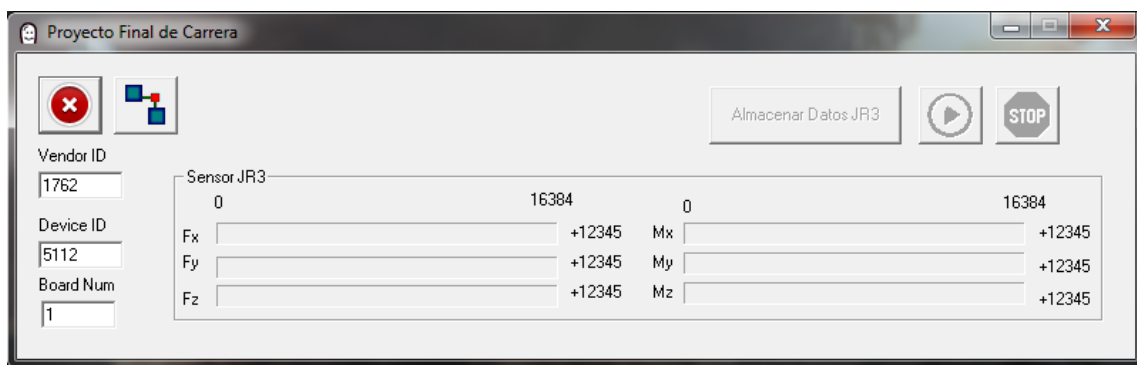 Proyecto Final de Carrera
Almacenar Datos JR3
STOP
Vendor ID
1762
Device ID
5112
Board Num
1
Sensor JR3
0 16384
Fx +12345
Fy +12345
Fz +12345
0 16384
Mx +12345
My +12345
Mz +12345